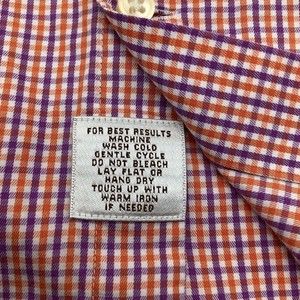 FOR BEST RESULTS
MACHINE
WASH COLD
GENTLE CYCLE
DO NOT BLEACH
LAY FLAT OR
HAND DRY
TOUCH UP WITH
WARM IRON
IF NEEDED